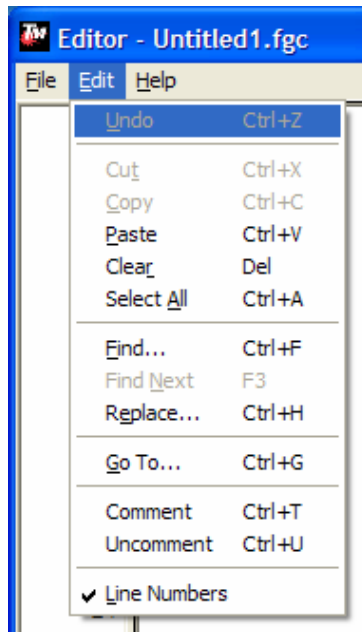 Editor - Untitled1.fgc
File Edit Help
Undo Ctrl+Z
Cut Ctrl+X
Copy Ctrl+C
Paste Ctrl+V
Clear Del
Select All Ctrl+A
Find... Ctrl+F
Find Next F3
Replace... Ctrl+H
Go To... Ctrl+G
Comment Ctrl+T
Uncomment Ctrl+U
Line Numbers